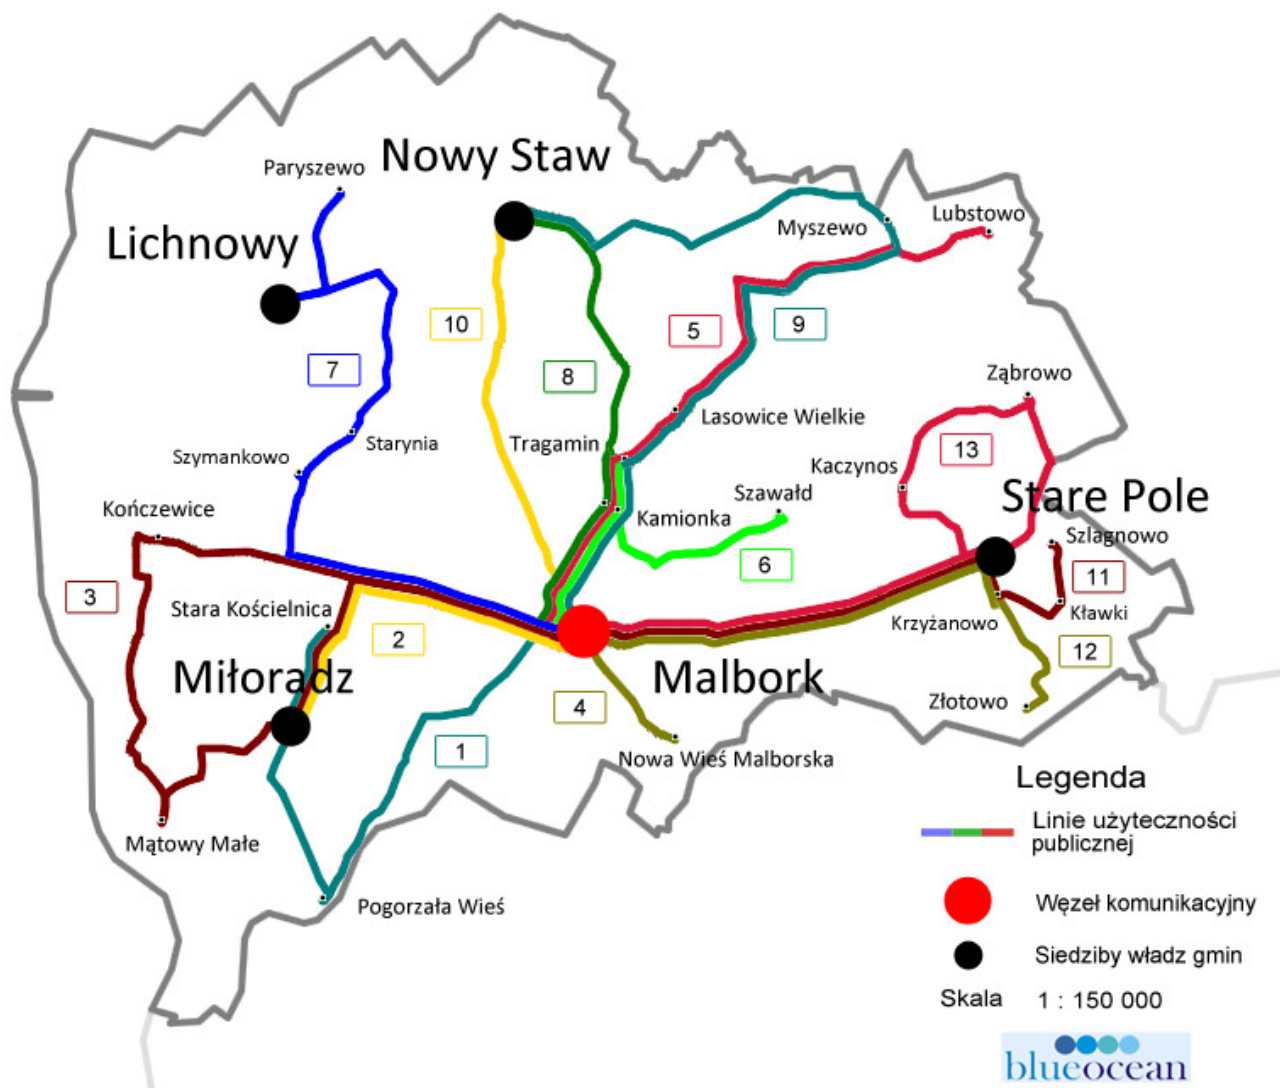 Nowy Staw
Paryszewo
Lichnowy
Myszewo
Lubstowo
10
5
9
7
8
Ząbrowo
Lasowice Wielkie
Starynia
Tragamin
Szymankowo
Kaczynos
13
Szawałd
Stare Pole
Kończewice
Kamionka
Szlagnowo
6
11
3
Stara Kościelnica
2
Kławki
Krzyżanowo
12
Miłoradz
Malbork
4
Złotowo
1
Nowa Wieś Malborska
Mątowy Małe
Pogorzała Wieś
Legenda
Linie użyteczności
publicznej
Węzeł komunikacyjny
Siedziby władz gmin
Skala 1 : 150 000
blueocean